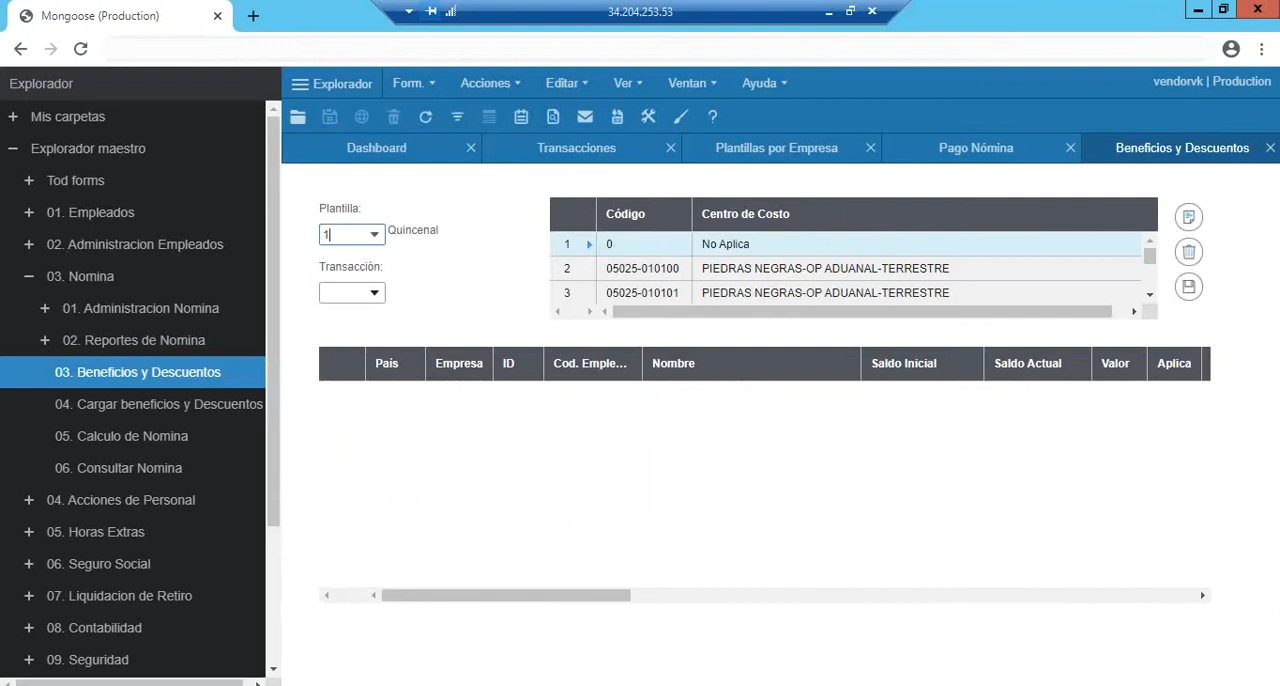 Mongoose (Production)
34.204.253.53
Explorador
Explorador
Form.
Acciones
Editar
Ver
Ventan
Ayuda
vendorvk | Production
Mis carpetas
Explorador maestro
Tod forms
01. Empleados
02. Administracion Empleados
03. Nomina
01. Administracion Nomina
02. Reportes de Nomina
03. Beneficios y Descuentos
04. Cargar beneficios y Descuentos
05. Calculo de Nomina
06. Consultar Nomina
04. Acciones de Personal
05. Horas Extras
06. Seguro Social
07. Liquidacion de Retiro
08. Contabilidad
09. Seguridad
Dashboard
Transacciones
Plantillas por Empresa
Pago Nómina
Beneficios y Descuentos
Plantilla:
1
Quincenal
Transacción:
Código
Centro de Costo
1 0 No Aplica
2 05025-010100 PIEDRAS NEGRAS-OP ADUANAL-TERRESTRE
3 05025-010101 PIEDRAS NEGRAS-OP ADUANAL-TERRESTRE
País Empresa ID Cod. Emple... Nombre Saldo Inicial Saldo Actual Valor Aplica